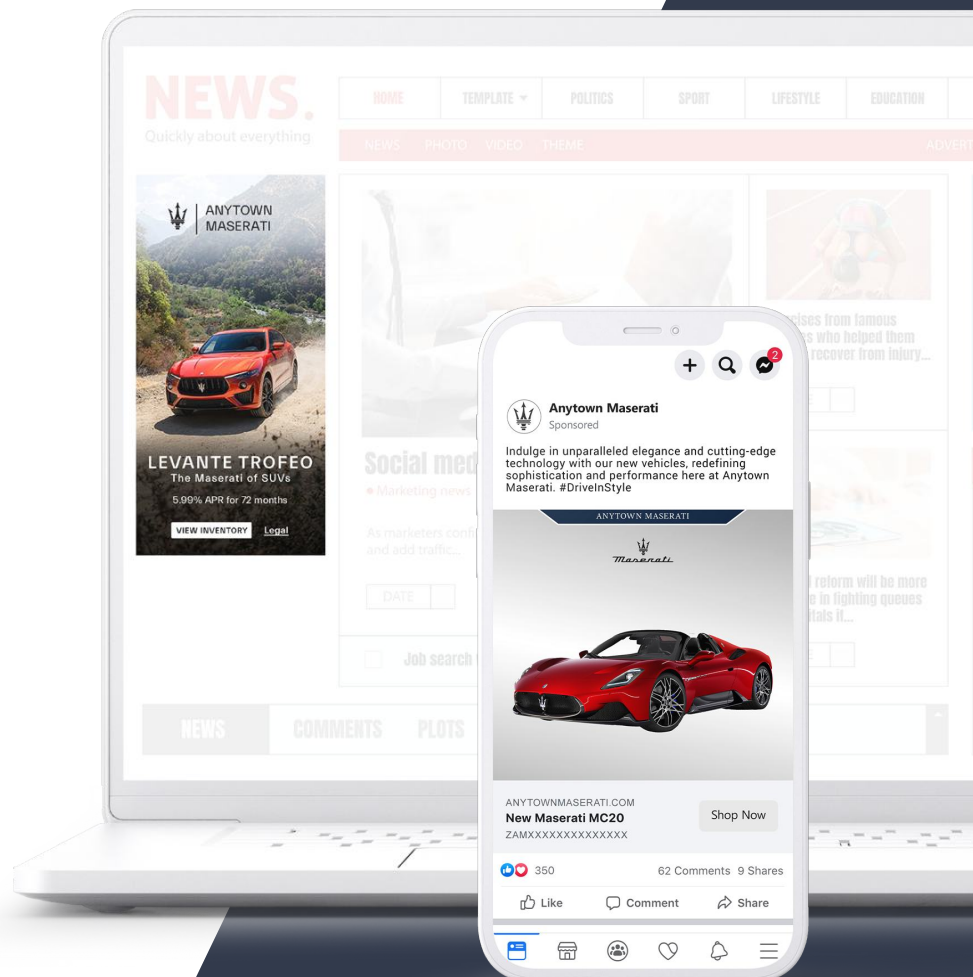 NEWS.
Quickly about everything
HOME
TEMPLATE
POLITICS
SPORT
LIFESTYLE
EDUCATION
NEWS
PHOTO
VIDEO
THEME
ANYTOWN
MASERATI
LEVANTE TROFEO
The Maserati of SUVs
5.99% APR for 72 months
VIEW INVENTORY
Legal
Social med
Marketing news
As marketers
and add traffic...
DATE
Job search
from famous
who helped them
recover from injury...
reform will be more
in fighting queues
NEWS
COMMENTS
PLOTS
2
Anytown Maserati
Sponsored
Indulge in unparalleled elegance and cutting-edge
technology with our new vehicles, redefining
sophistication and performance here at Anytown
Maserati. #DriveInStyle
ANYTOWN MASERATI
Maserati
ANYTOWNMASERATI.COM
New Maserati MC20
ZAMXXXXXXXXXXXXXX
Shop Now
350
62 Comments
9 Shares
Like
Comment
Share